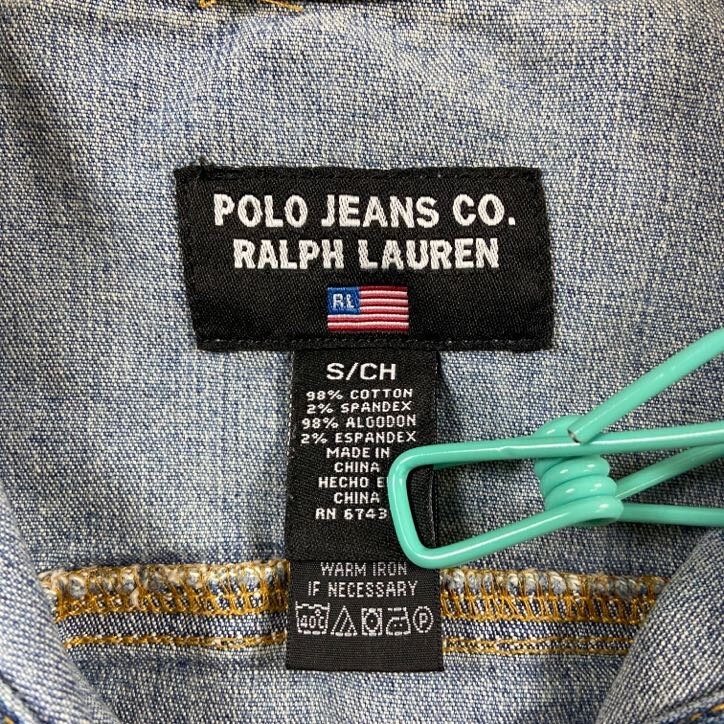 POLO JEANS CO.
RALPH LAUREN
RL
S/CH
98% COTTON
2% SPANDEX
98% ALGODON
2% ESPANDEX
MADE IN
CHINA
HECHO
CHINA
RN
WARM IRON
IF NECESSARY
40C P